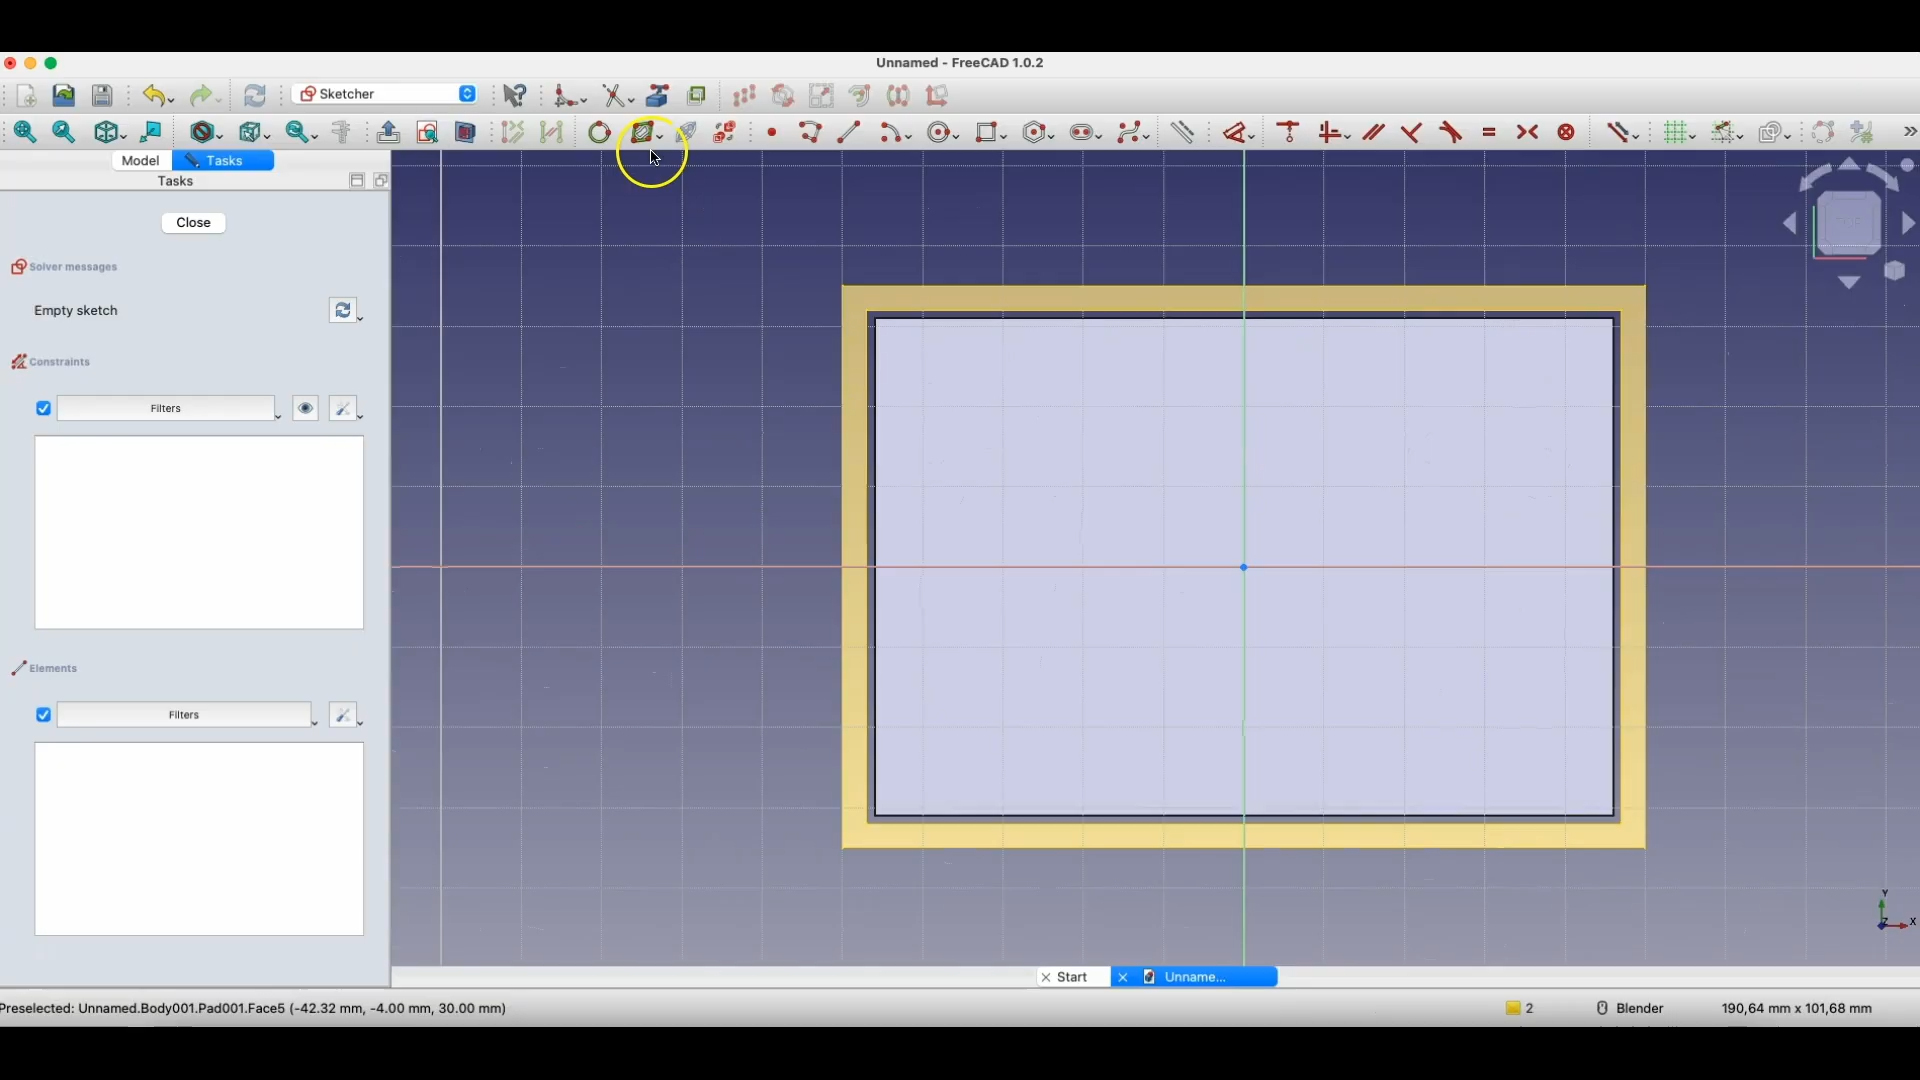 Unnamed - FreeCAD 1.0.2
Sketcher
Model
Tasks
Tasks
Close
Solver messages
Empty sketch
Constraints
Filters
Elements
Filters
Start
Unname...
Preselected: Unnamed.Body001.Pad001.Face5 (-42.32 mm, -4.00 mm, 30.00 mm)
2
Blender
190,64 mm x 101,68 mm
Y
Z
X